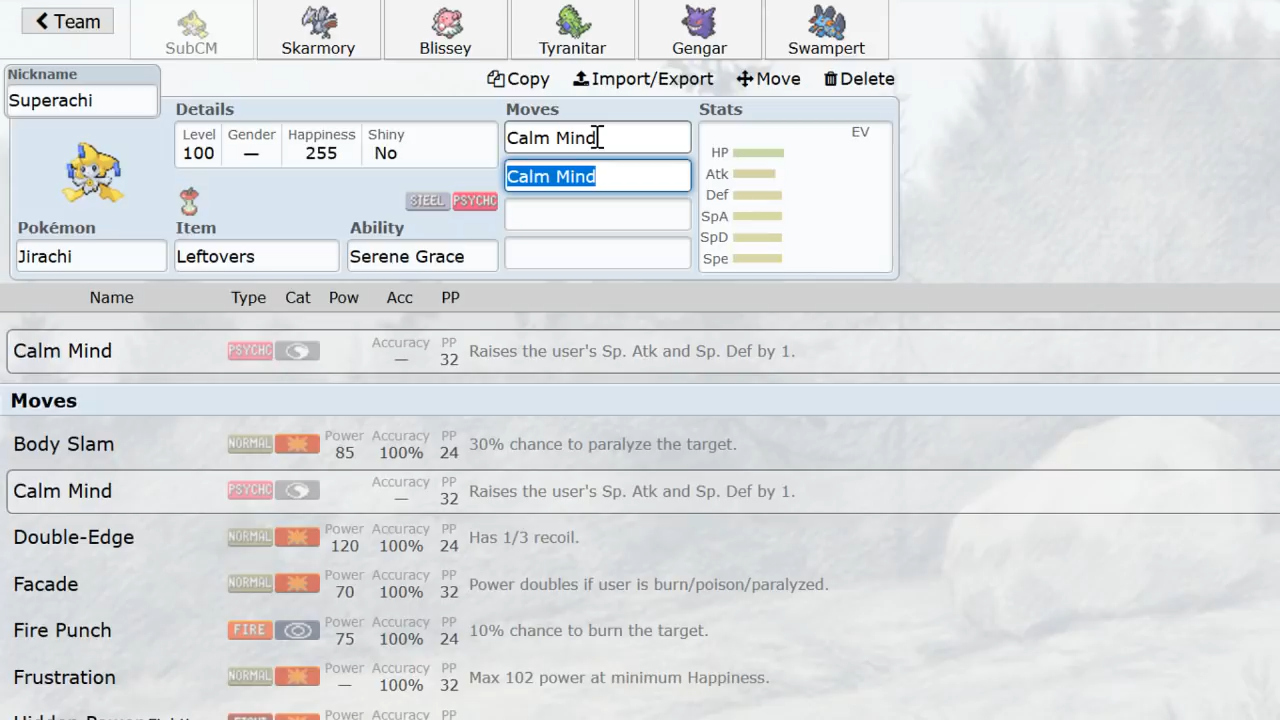 Team
SubCM
Skarmory
Blissey
Tyranitar
Gengar
Swampert
Nickname
Superachi
Copy
Import/Export
Move
Delete
Details
Level
100
Gender
—
Happiness
255
Shiny
No
STEEL PSYCHC
Pokémon
Jirachi
Item
Leftovers
Ability
Serene Grace
Moves
Calm Mind
Calm Mind
Stats
EV
HP
Atk
Def
SpA
SpD
Spe
Name Type Cat Pow Acc PP
Calm Mind PSYCHC Accuracy — PP 32 Raises the user's Sp. Atk and Sp. Def by 1.
Moves
Body Slam NORMAL Power 85 Accuracy 100% PP 24 30% chance to paralyze the target.
Calm Mind PSYCHC Accuracy — PP 32 Raises the user's Sp. Atk and Sp. Def by 1.
Double-Edge NORMAL Power 120 Accuracy 100% PP 24 Has 1/3 recoil.
Facade NORMAL Power 70 Accuracy 100% PP 32 Power doubles if user is burn/poison/paralyzed.
Fire Punch FIRE Power 75 Accuracy 100% PP 24 10% chance to burn the target.
Frustration NORMAL Power — Accuracy 100% PP 32 Max 102 power at minimum Happiness.
Hidden Power Power Accuracy PP